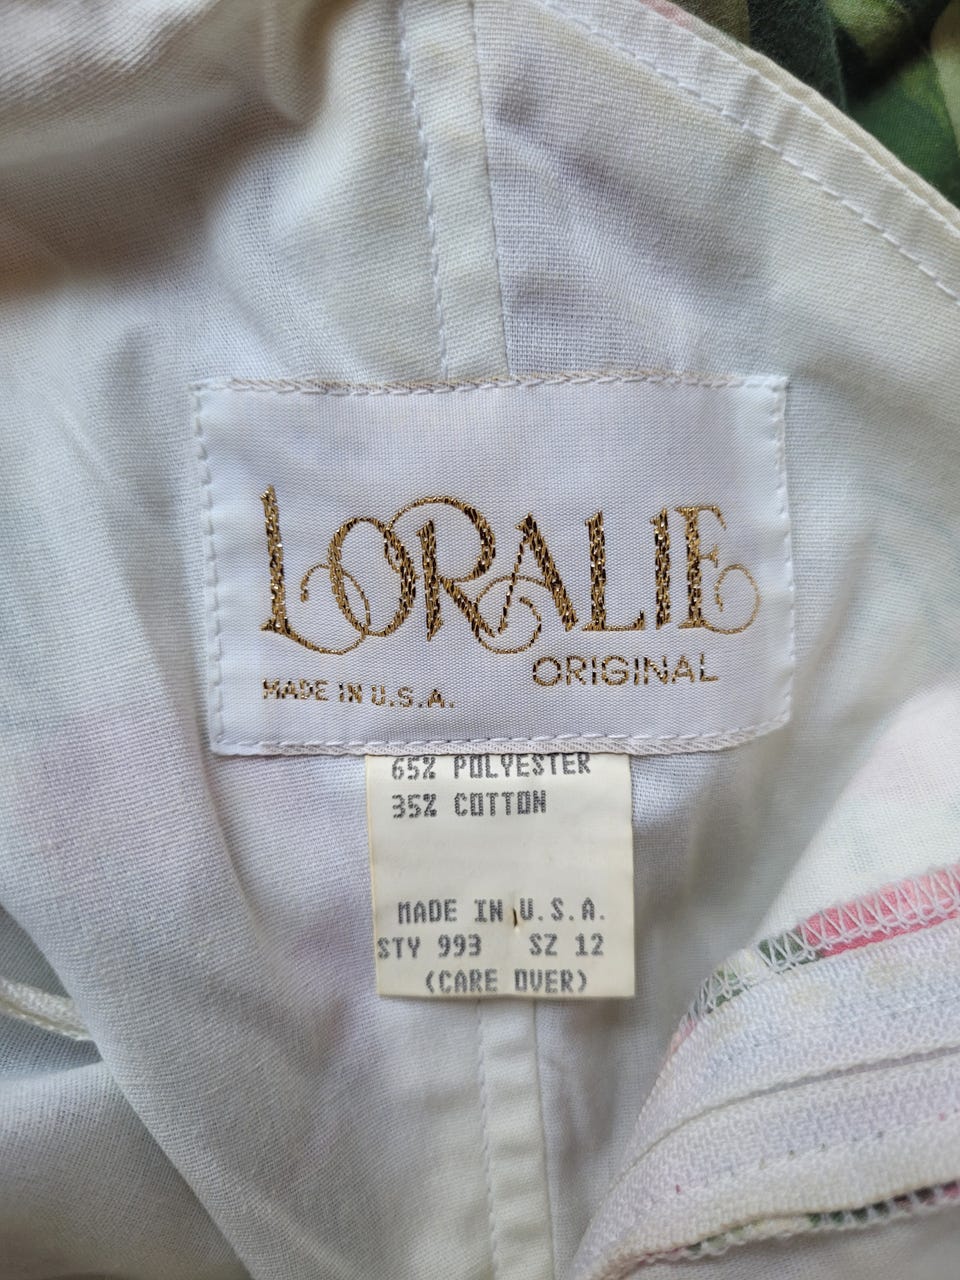 LORALIE
ORIGINAL
MADE IN U.S.A.
65% POLYESTER
35% COTTON
MADE IN U.S.A.
STY 993 SZ 12
(CARE OVER)